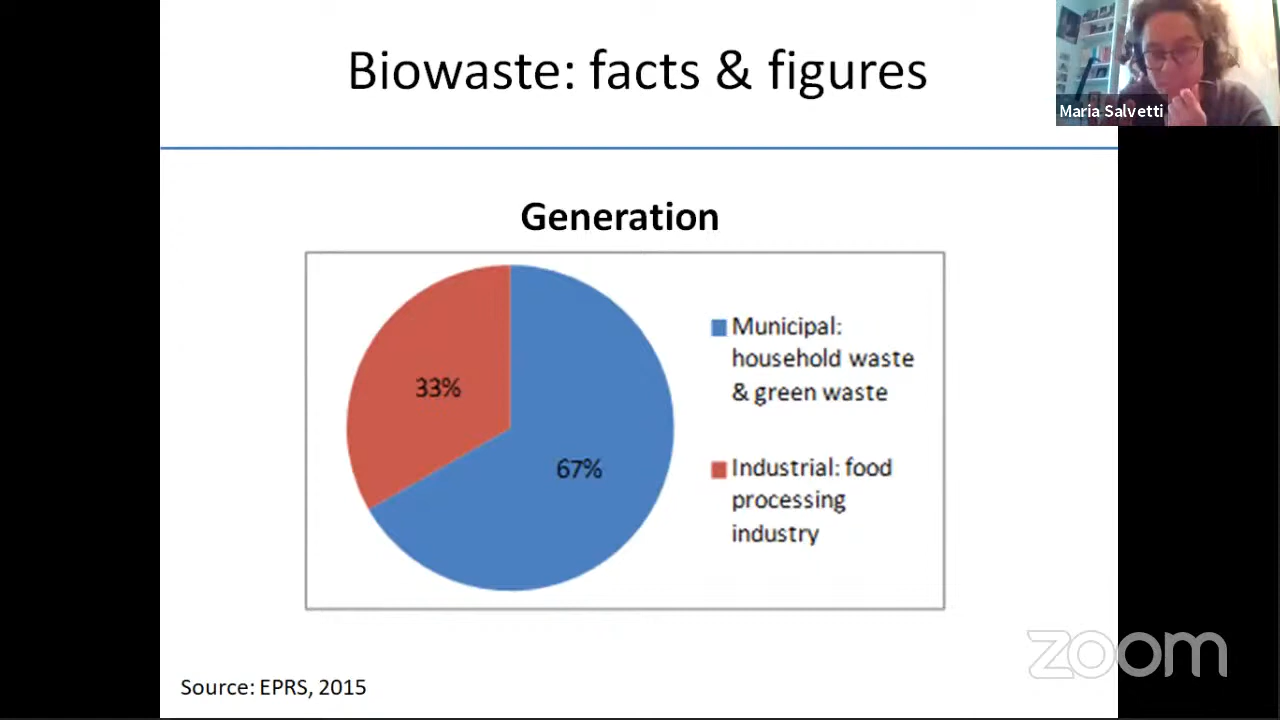 Biowaste: facts & figures
Maria Salvetti
Generation
33%
67%
Municipal:
household waste
& green waste
Industrial: food
processing
industry
zoom
Source: EPRS, 2015